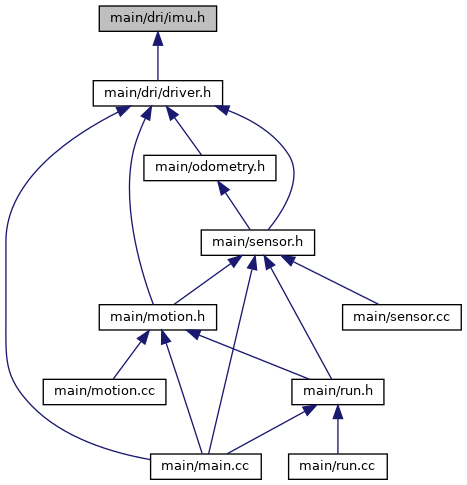 main/dri/imu.h
main/dri/driver.h
main/odometry.h
main/sensor.h
main/motion.h
main/sensor.cc
main/motion.cc
main/run.h
main/main.cc
main/run.cc